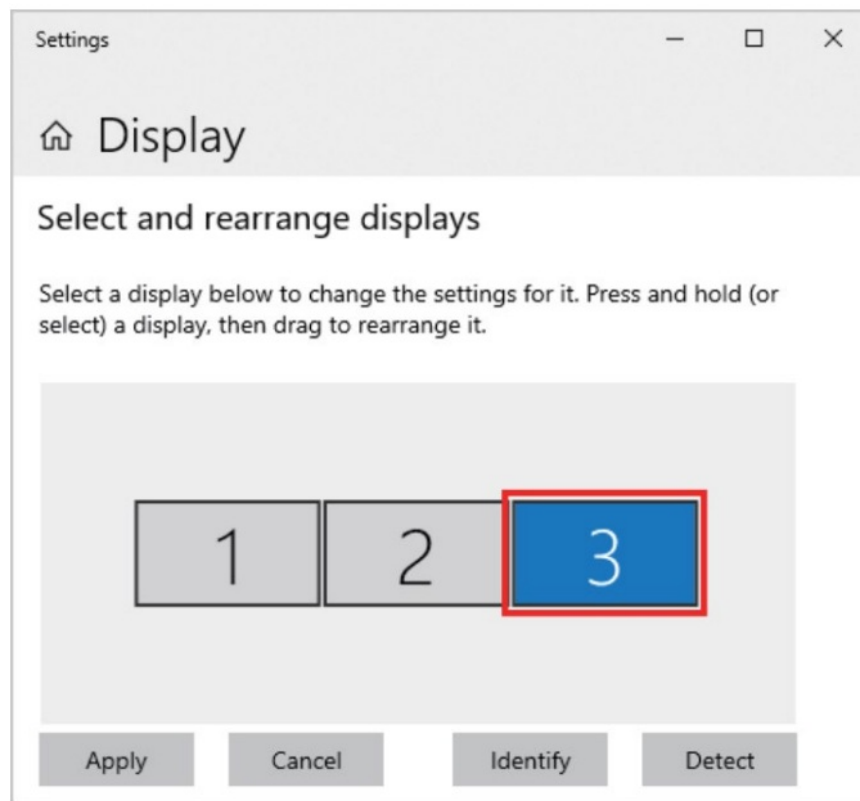 Settings
Display
Select and rearrange displays
Select a display below to change the settings for it. Press and hold (or
select) a display, then drag to rearrange it.
1 2 3
Apply Cancel Identify Detect